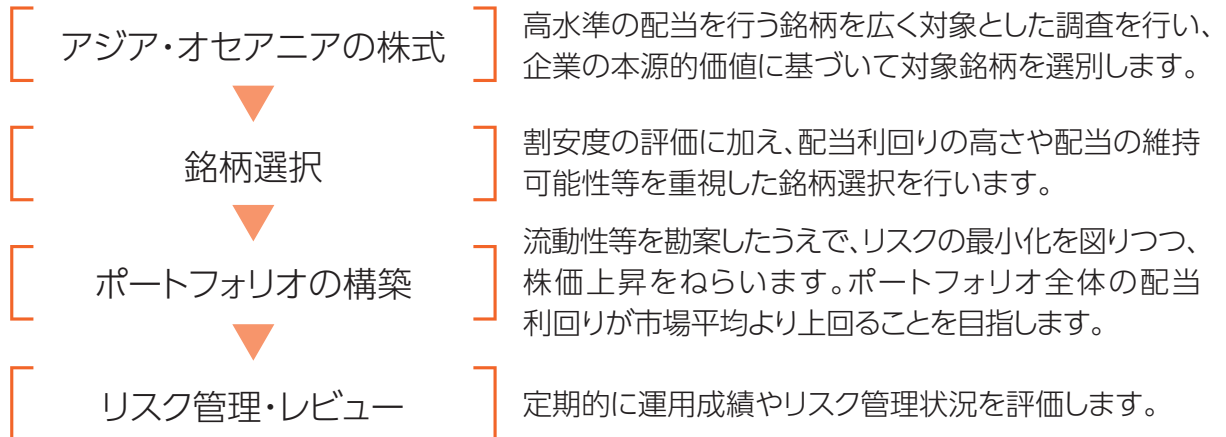 アジア・オセアニアの株式
高水準の配当を行う銘柄を広く対象とした調査を行い、
企業の本源的価値に基づいて対象銘柄を選別します。
銘柄選択
割安度の評価に加え、配当利回りの高さや配当の維持
可能性等を重視した銘柄選択を行います。
ポートフォリオの構築
流動性等を勘案したうえで、リスクの最小化を図りつつ、
株価上昇をねらいます。ポートフォリオ全体の配当
利回りが市場平均より上回ることを目指します。
リスク管理・レビュー
定期的に運用成績やリスク管理状況を評価します。